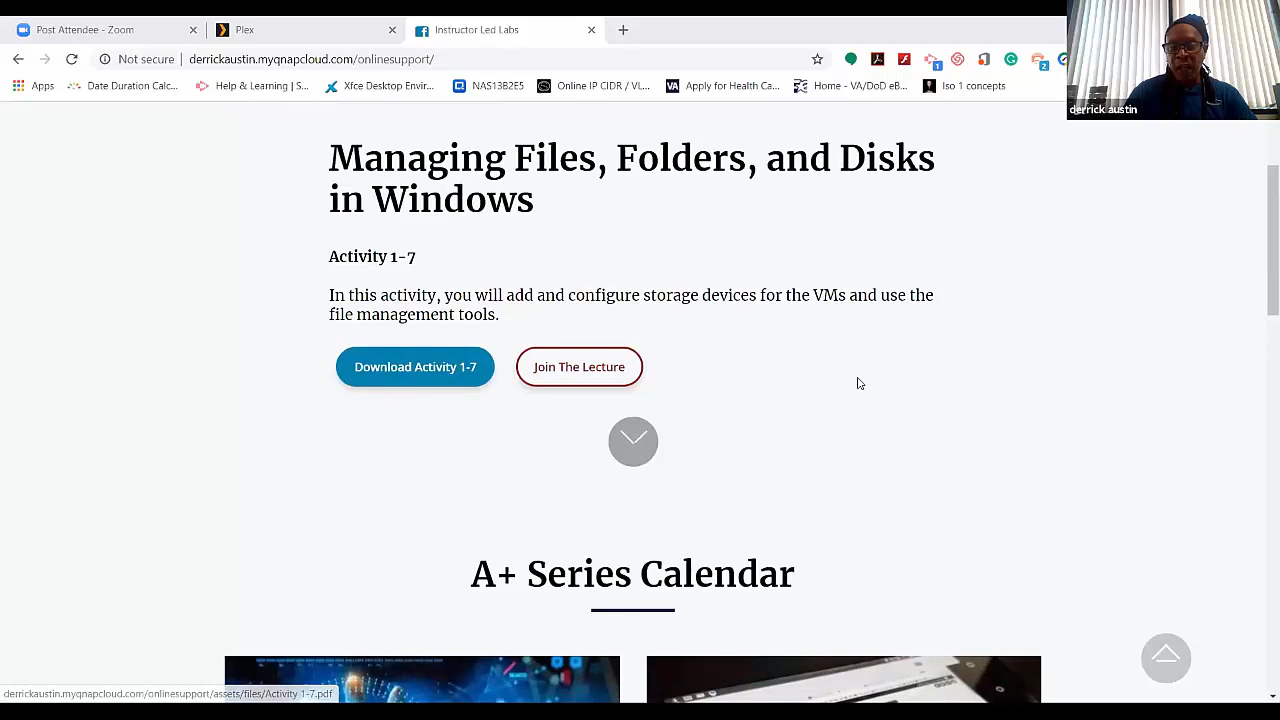 Post Attendee - Zoom
Plex
Instructor Led Labs
Not secure
derrickaustin.myqnapcloud.com/onlinesupport/
1
2
Apps
Date Duration Calc...
Help & Learning | S...
Xfce Desktop Envir...
NAS13B2E5
Online IP CIDR / VL...
VA
Apply for Health Ca...
Home - VA/DoD eB...
Iso 1 concepts
derrick austin
Managing Files, Folders, and Disks
in Windows
Activity 1-7
In this activity, you will add and configure storage devices for the VMs and use the
file management tools.
Download Activity 1-7
Join The Lecture
A+ Series Calendar
derrickaustin.myqnapcloud.com/onlinesupport/assets/files/Activity 1-7.pdf